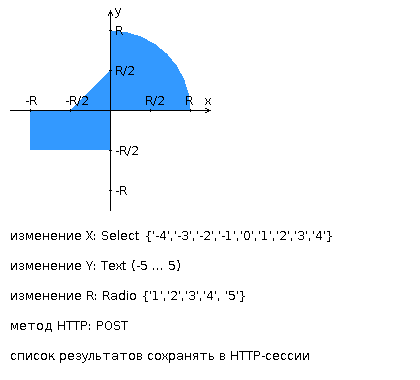 y
R
R/2
-R
-R/2
R/2
R
x
-R/2
-R
изменение X: Select {'-4','-3','-2','-1','0','1','2','3','4'}
изменение Y: Text (-5 ... 5)
изменение R: Radio {'1','2','3','4', '5'}
метод HTTP: POST
список результатов сохранять в HTTP-сессии